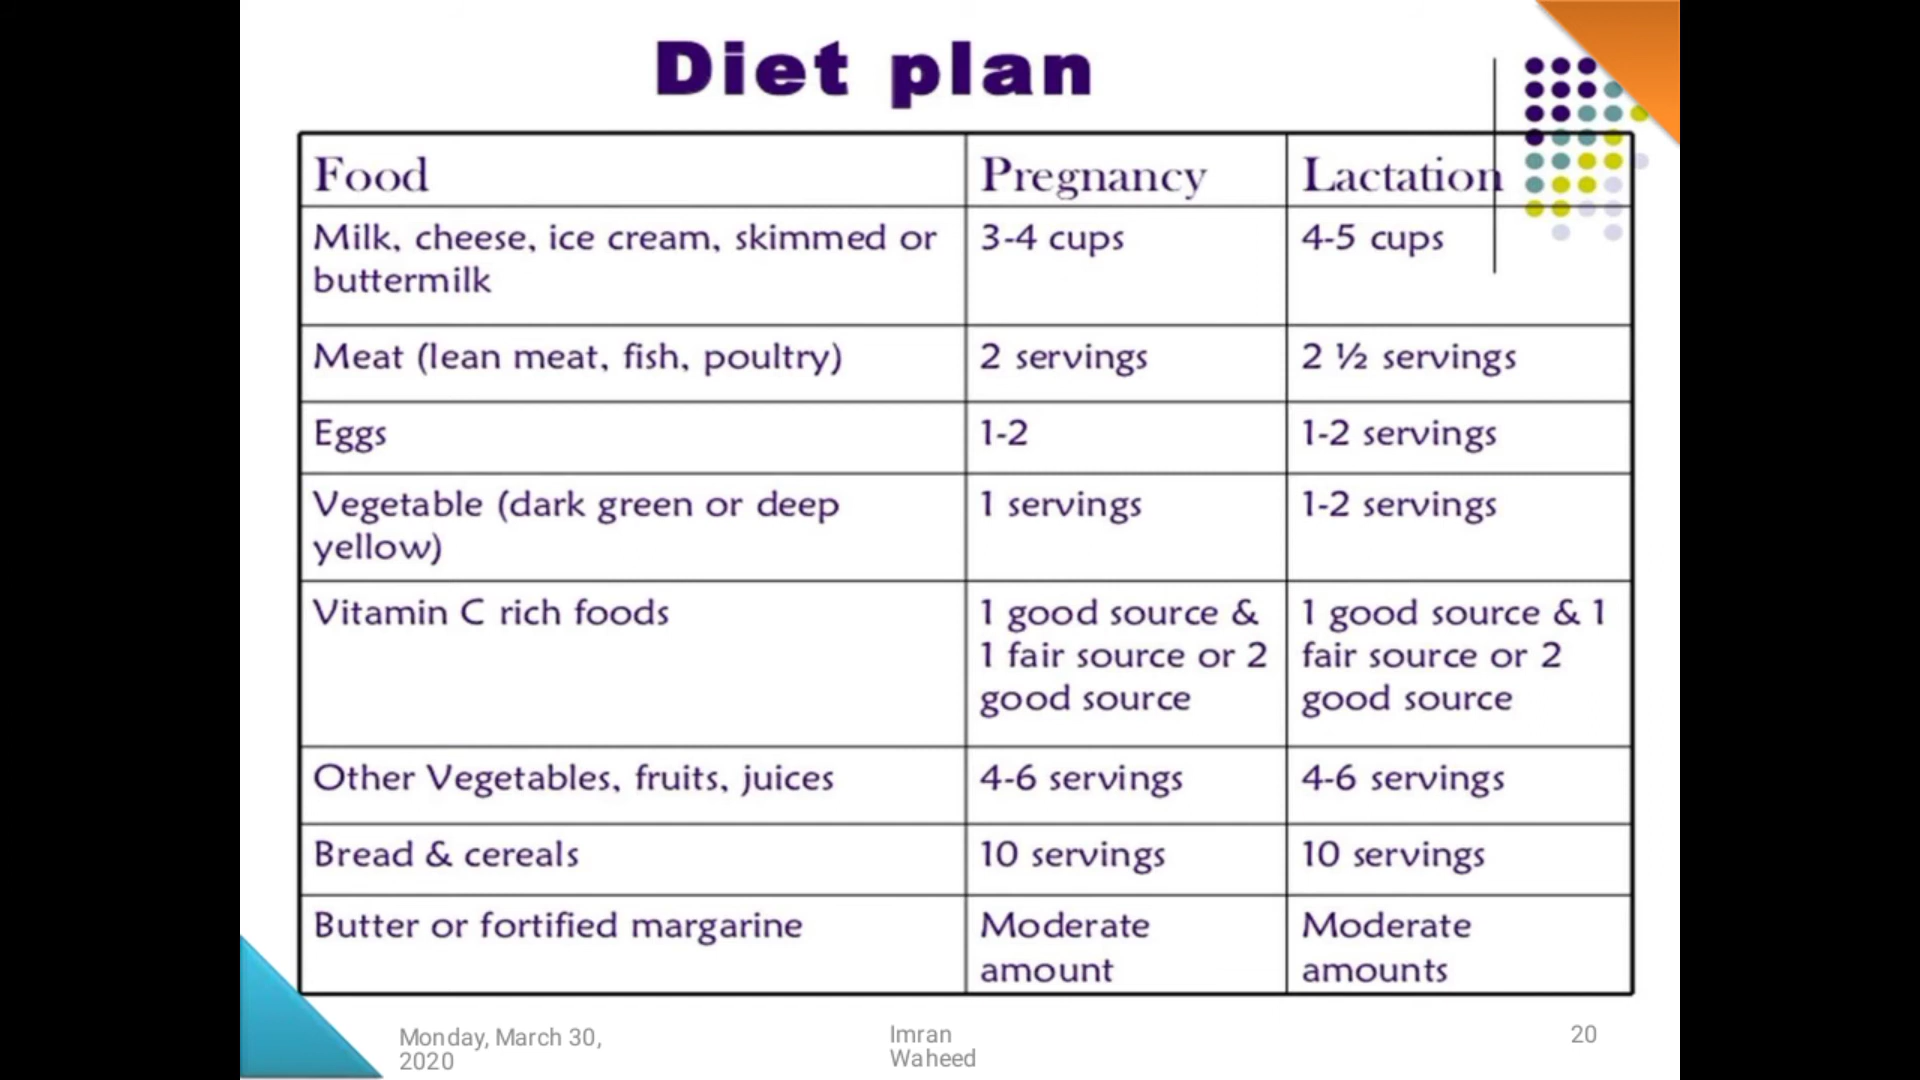 Diet plan
Food Pregnancy Lactation
Milk, cheese, ice cream, skimmed or buttermilk 3-4 cups 4-5 cups
Meat (lean meat, fish, poultry) 2 servings 2 ½ servings
Eggs 1-2 1-2 servings
Vegetable (dark green or deep yellow) 1 servings 1-2 servings
Vitamin C rich foods 1 good source & 1 fair source or 2 good source 1 good source & 1 fair source or 2 good source
Other Vegetables, fruits, juices 4-6 servings 4-6 servings
Bread & cereals 10 servings 10 servings
Butter or fortified margarine Moderate amount Moderate amounts
Monday, March 30, 2020
Imran Waheed
20